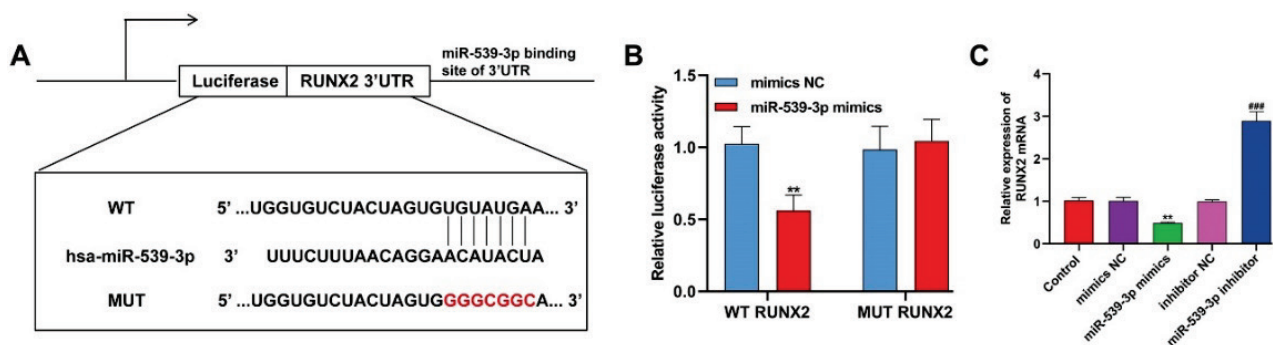 A
Luciferase
RUNX2 3'UTR
miR-539-3p binding
site of 3'UTR
WT
5' ...UGGUGUCUACUAGUGUGUAUGAA... 3'
hsa-miR-539-3p
3' UUUCUUUAACAGGAACAUACUA
MUT
5' ...UGGUGUCUACUAGUGGGGCGGCA... 3'
B
Relative luciferase activity
1.5
1.0
0.5
0.0
mimics NC
miR-539-3p mimics
**
WT RUNX2
MUT RUNX2
C
Relative expression of
RUNX2 mRNA
4
3
2
1
0
**
###
Control
mimics NC
miR-539-3p mimics
inhibitor NC
miR-539-3p inhibitor